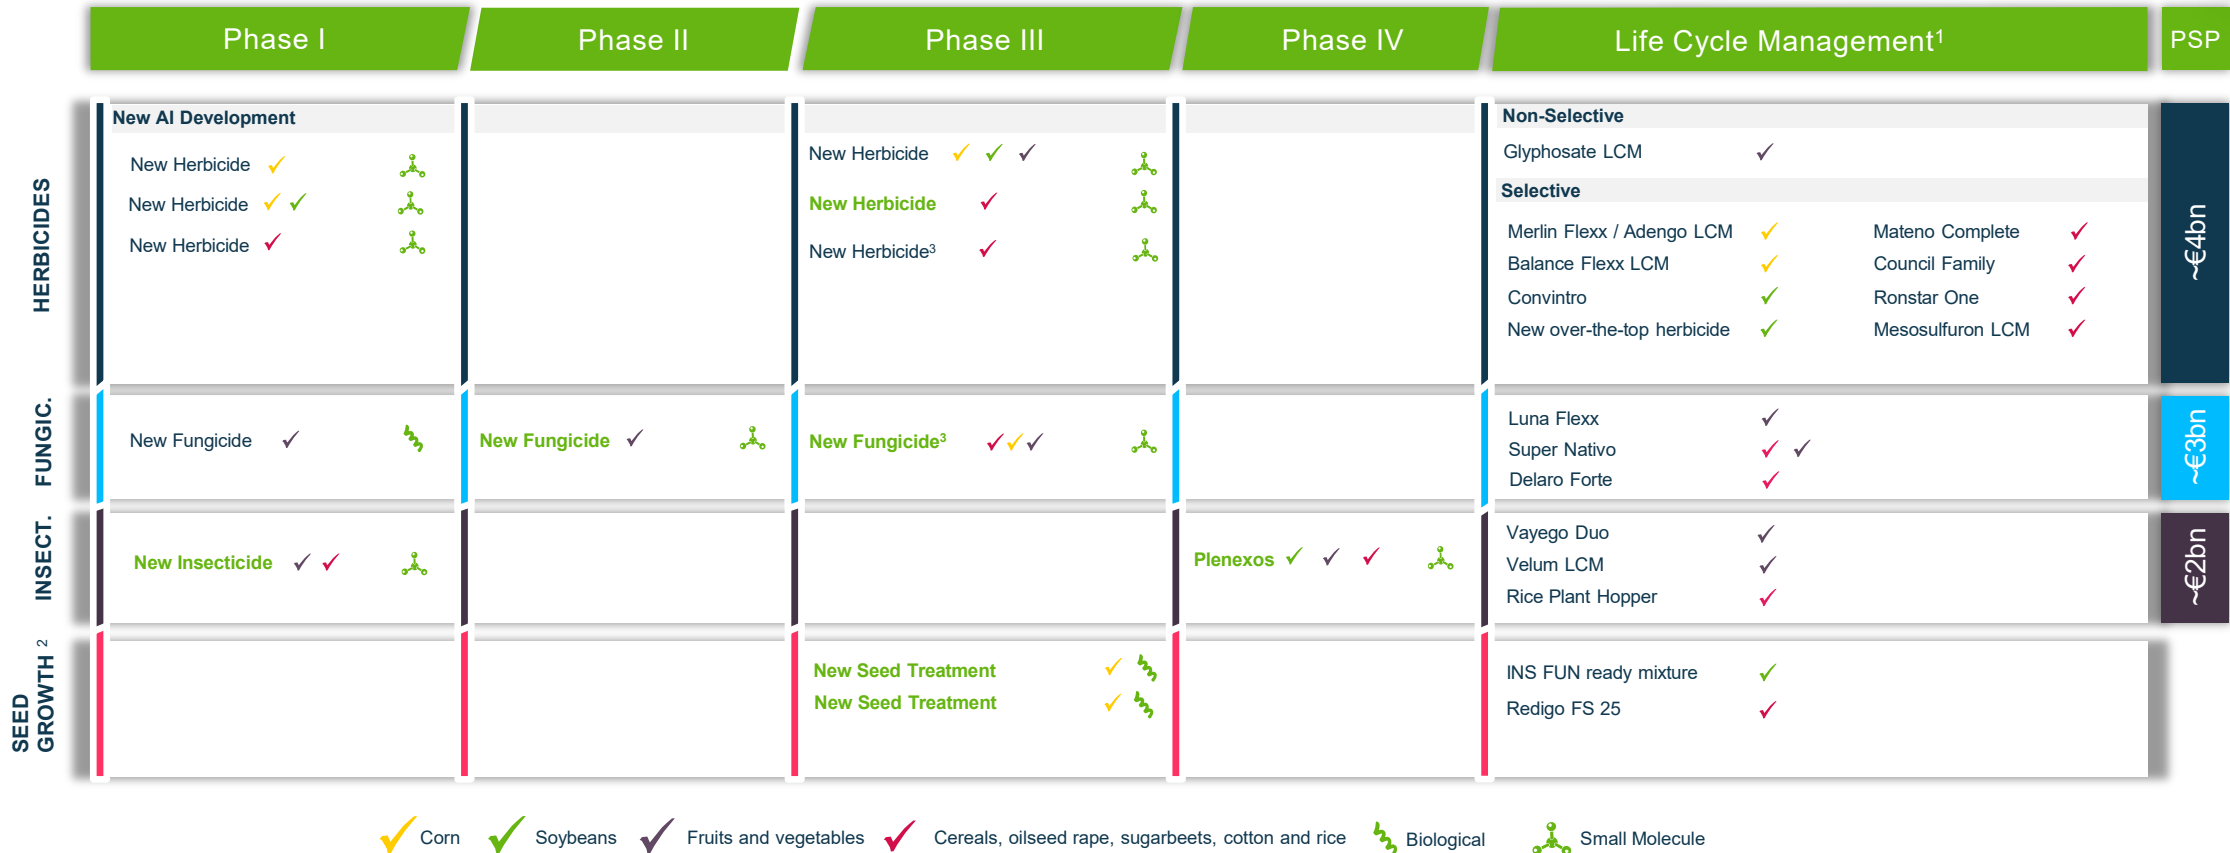 Phase I
Phase II
Phase III
Phase IV
Life Cycle Management¹
PSP
HERBICIDES
New AI Development
New Herbicide
New Herbicide
New Herbicide
New Herbicide
New Herbicide
New Herbicide³
Non-Selective
Glyphosate LCM
Selective
Merlin Flexx / Adengo LCM
Mateno Complete
Balance Flexx LCM
Council Family
Convintro
Ronstar One
New over-the-top herbicide
Mesosulfuron LCM
~€4bn
FUNGIC.
New Fungicide
New Fungicide
New Fungicide³
Luna Flexx
Super Nativo
Delaro Forte
~€3bn
INSECT.
New Insecticide
Plenexos
Vayego Duo
Velum LCM
Rice Plant Hopper
~€2bn
SEED
GROWTH ²
New Seed Treatment
New Seed Treatment
INS FUN ready mixture
Redigo FS 25
Corn
Soybeans
Fruits and vegetables
Cereals, oilseed rape, sugarbeets, cotton and rice
Biological
Small Molecule